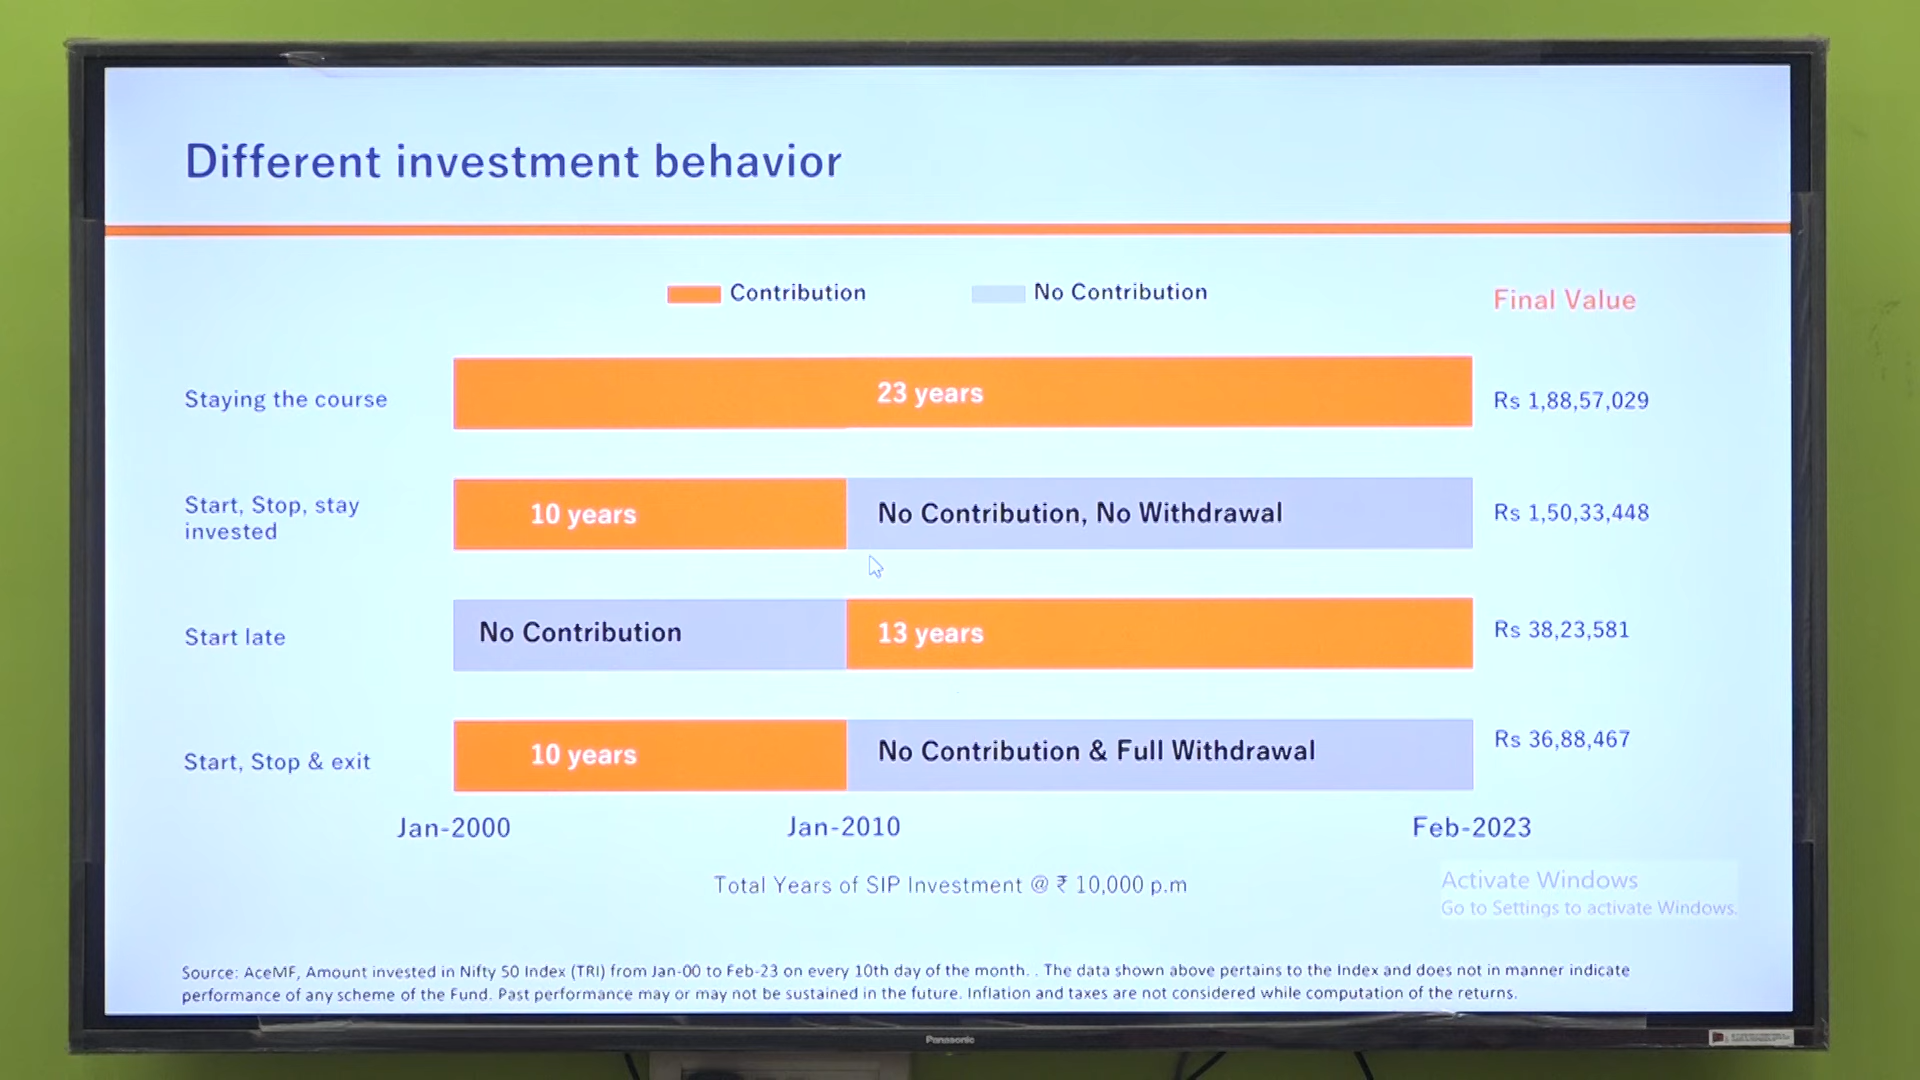 Different investment behavior
Contribution
No Contribution
Final Value
Staying the course
23 years
Rs 1,88,57,029
Start, Stop, stay
invested
10 years
No Contribution, No Withdrawal
Rs 1,50,33,448
Start late
No Contribution
13 years
Rs 38,23,581
Start, Stop & exit
10 years
No Contribution & Full Withdrawal
Rs 36,88,467
Jan-2000
Jan-2010
Feb-2023
Total Years of SIP Investment @ ₹ 10,000 p.m
Activate Windows
Go to Settings to activate Windows.
Source: AceMF, Amount invested in Nifty 50 Index (TRI) from Jan-00 to Feb-23 on every 10th day of the month. . The data shown above pertains to the Index and does not in manner indicate
performance of any scheme of the Fund. Past performance may or may not be sustained in the future. Inflation and taxes are not considered while computation of the returns.
Panasonic